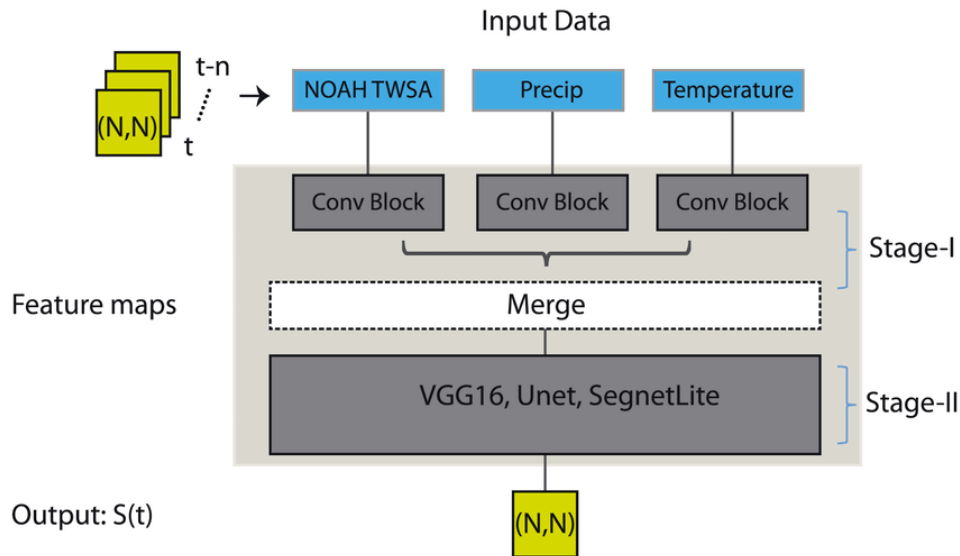 Input Data
t-n
(N,N)
t
NOAH TWSA
Precip
Temperature
Conv Block
Conv Block
Conv Block
Stage-I
Feature maps
Merge
VGG16, Unet, SegnetLite
Stage-II
Output: S(t)
(N,N)